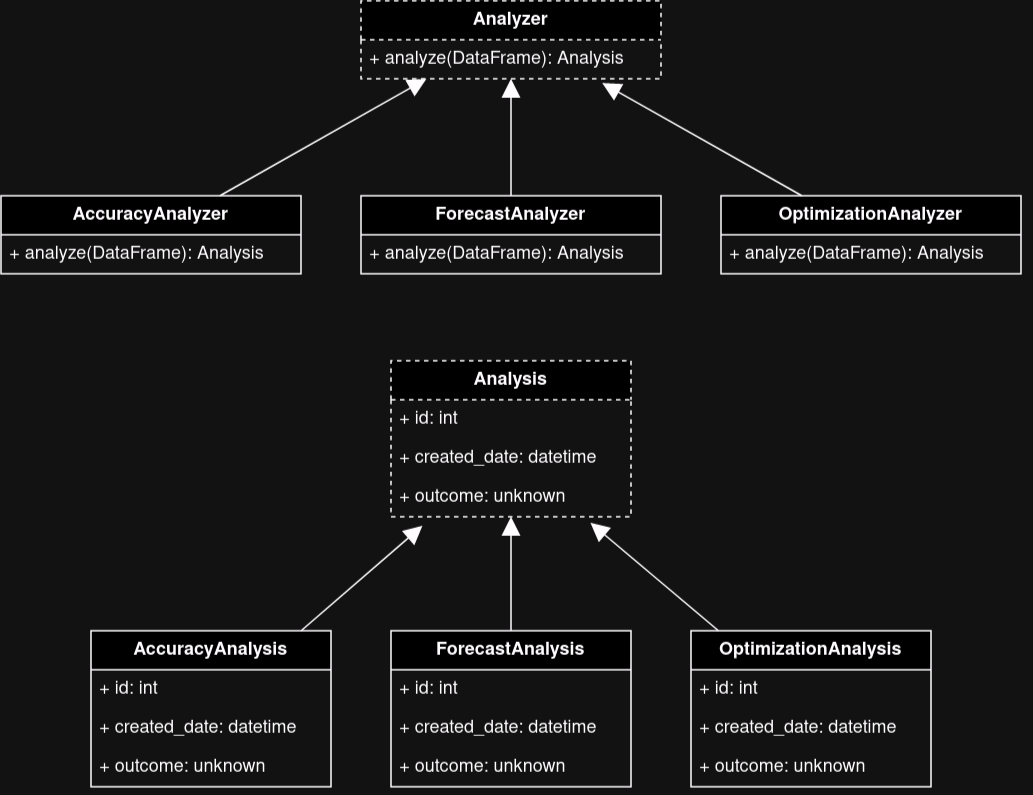 Analyzer
+ analyze(DataFrame): Analysis
AccuracyAnalyzer
ForecastAnalyzer
OptimizationAnalyzer
+ analyze(DataFrame): Analysis
+ analyze(DataFrame): Analysis
+ analyze(DataFrame): Analysis
Analysis
+ id: int
+ created_date: datetime
+ outcome: unknown
AccuracyAnalysis
+ id: int
+ created_date: datetime
+ outcome: unknown
ForecastAnalysis
+ id: int
+ created_date: datetime
+ outcome: unknown
OptimizationAnalysis
+ id: int
+ created_date: datetime
+ outcome: unknown